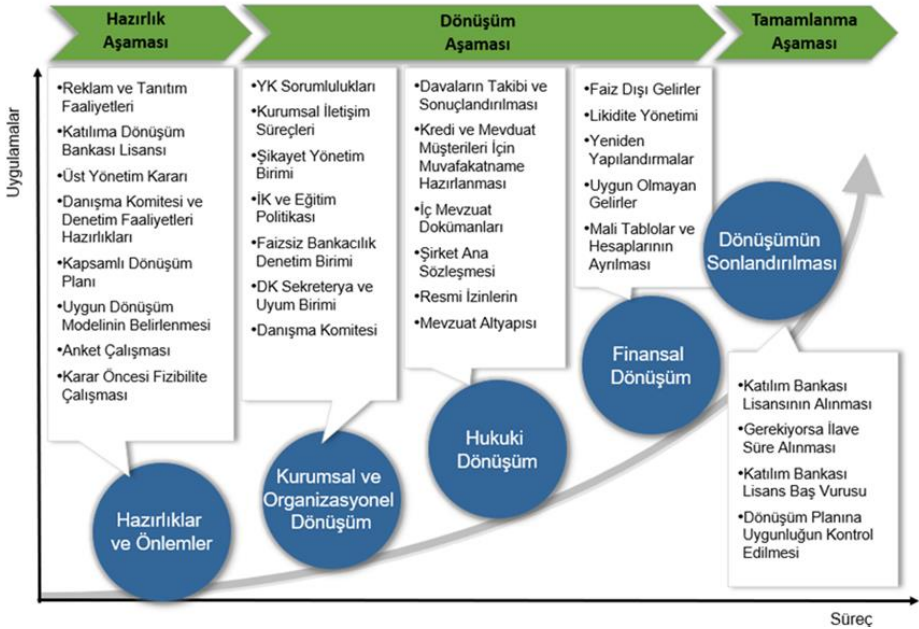 Hazırlık
Aşaması
Dönüşüm
Aşaması
Tamamlanma
Aşaması
Uygulamalar
•Reklam ve Tanıtım
Faaliyetleri
•Katılıma Dönüşüm
Bankası Lisansı
•Üst Yönetim Kararı
•Danışma Komitesi ve
Denetim Faaliyetleri
Hazırlıkları
•Kapsamlı Dönüşüm
Planı
•Uygun Dönüşüm
Modelinin Belirlenmesi
•Anket Çalışması
•Karar Öncesi Fizibilite
Çalışması
Hazırlıklar
ve Önlemler
•YK Sorumlulukları
•Kurumsal İletişim
Süreçleri
•Şikayet Yönetim
Birimi
•İK ve Eğitim
Politikası
•Faizsiz Bankacılık
Denetim Birimi
•DK Sekreterya ve
Uyum Birimi
•Danışma Komitesi
Kurumsal ve
Organizasyonel
Dönüşüm
•Davaların Takibi ve
Sonuçlandırılması
•Kredi ve Mevduat
Müşterileri İçin
Muvafakatname
Hazırlanması
•İç Mevzuat
Dokümanları
•Şirket Ana
Sözleşmesi
•Resmi İzinlerin
•Mevzuat Altyapısı
Hukuki
Dönüşüm
•Faiz Dışı Gelirler
•Likidite Yönetimi
•Yeniden
Yapılandırmalar
•Uygun Olmayan
Gelirler
•Mali Tablolar ve
Hesaplarının
Ayrılması
Finansal
Dönüşüm
Dönüşümün
Sonlandırılması
•Katılım Bankası
Lisansının Alınması
•Gerekiyorsa İlave
Süre Alınması
•Katılım Bankası
Lisans Baş Vurusu
•Dönüşüm Planına
Uygunluğun Kontrol
Edilmesi
Süreç